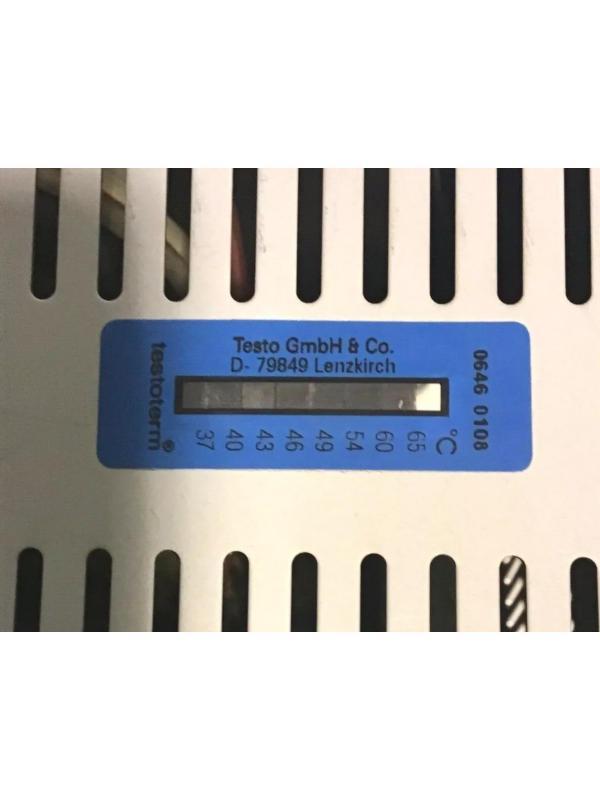 Testo GmbH & Co.
D- 79849 Lenzkirch
testoterm®
37 40 43 46 49 54 60 65 °C
0646 0108